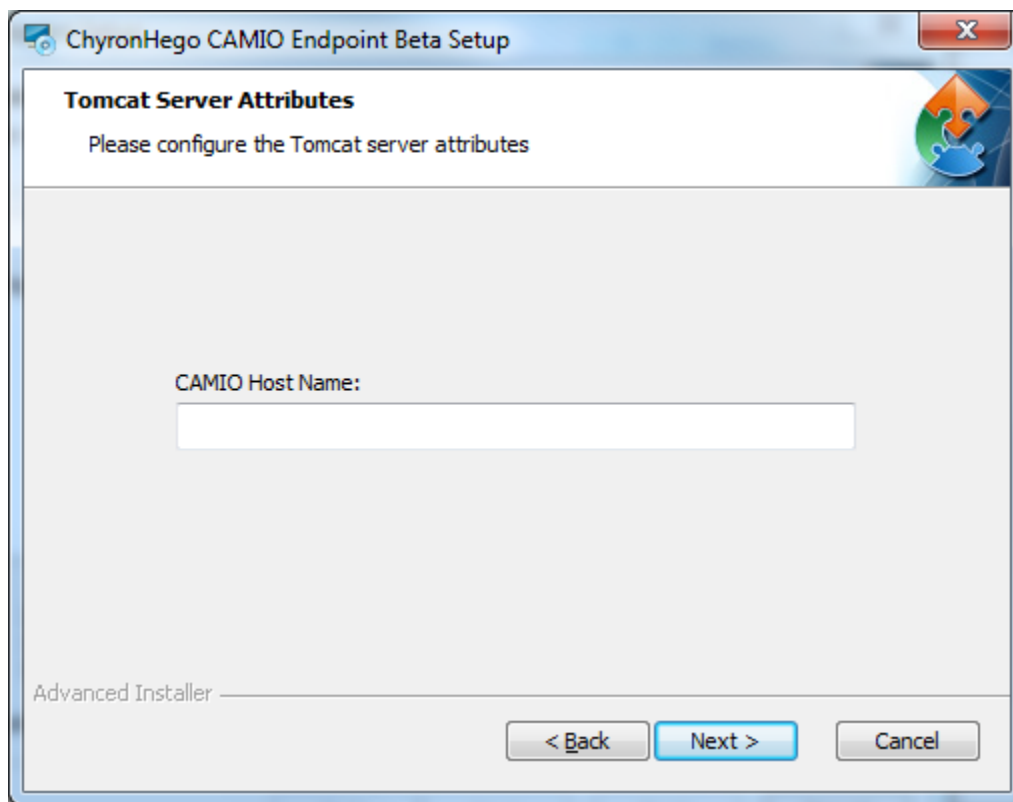 ChyronHego CAMIO Endpoint Beta Setup
Tomcat Server Attributes
Please configure the Tomcat server attributes
CAMIO Host Name:
Advanced Installer
< Back
Next >
Cancel